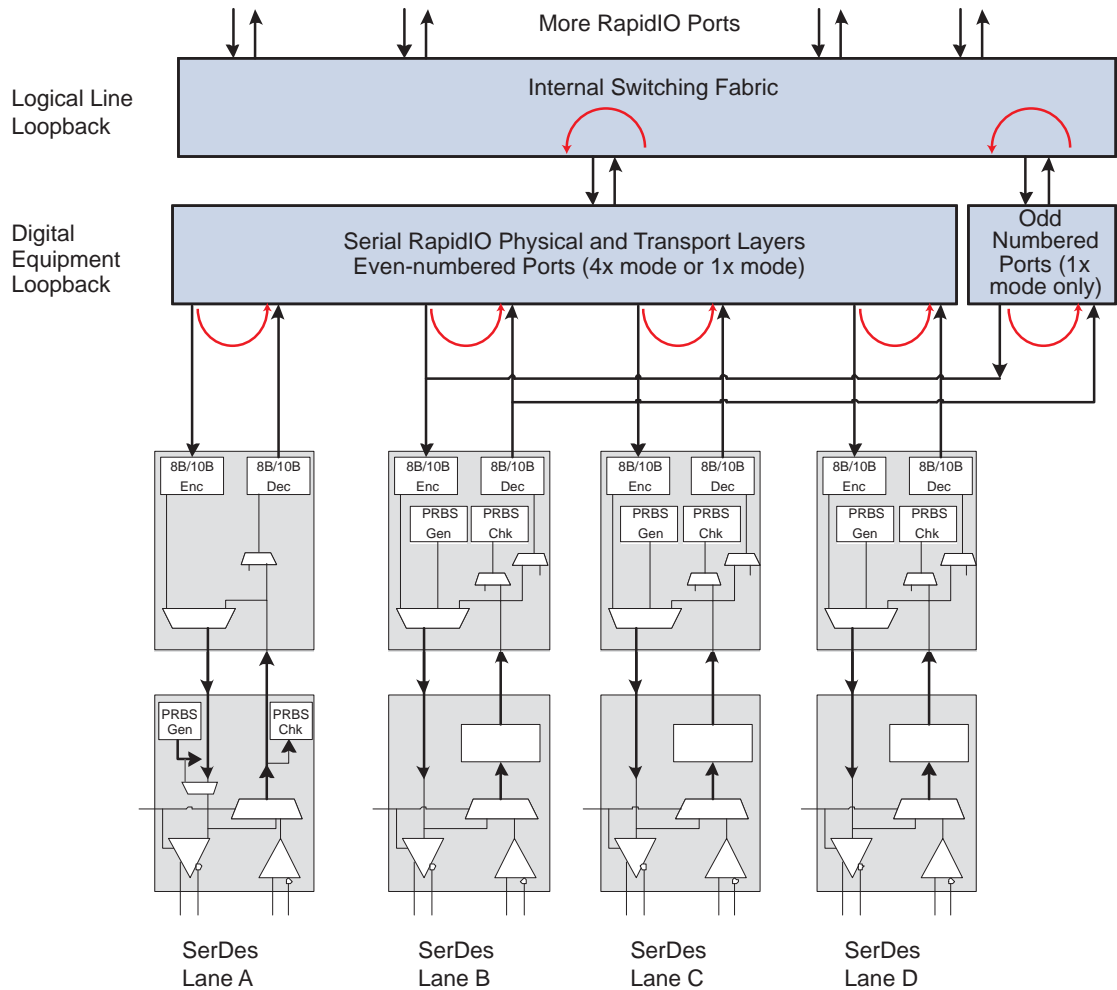 More RapidIO Ports
Internal Switching Fabric
Logical Line
Loopback
Digital
Equipment
Loopback
Serial RapidIO Physical and Transport Layers
Even-numbered Ports (4x mode or 1x mode)
Odd
Numbered
Ports (1x
mode only)
8B/10B
Enc
8B/10B
Dec
8B/10B
Enc
8B/10B
Dec
PRBS
Gen
PRBS
Chk
8B/10B
Enc
8B/10B
Dec
PRBS
Gen
PRBS
Chk
8B/10B
Enc
8B/10B
Dec
PRBS
Gen
PRBS
Chk
PRBS
Gen
PRBS
Chk
SerDes
Lane A
SerDes
Lane B
SerDes
Lane C
SerDes
Lane D